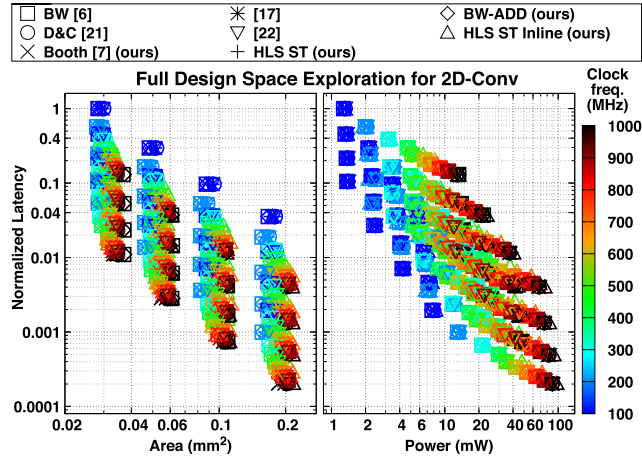 BW [6] [17] BW-ADD (ours)
D&C [21] [22] HLS ST Inline (ours)
Booth [7] (ours) HLS ST (ours)
Full Design Space Exploration for 2D-Conv
Clock
freq.
(MHz)
Normalized Latency
1
0.4
0.1
0.04
0.01
0.001
0.0001
0.02 0.04 0.06 0.1 0.2
Area (mm²)
1 2 4 6 10 20 40 60 100
Power (mW)
1000
900
800
700
600
500
400
300
200
100